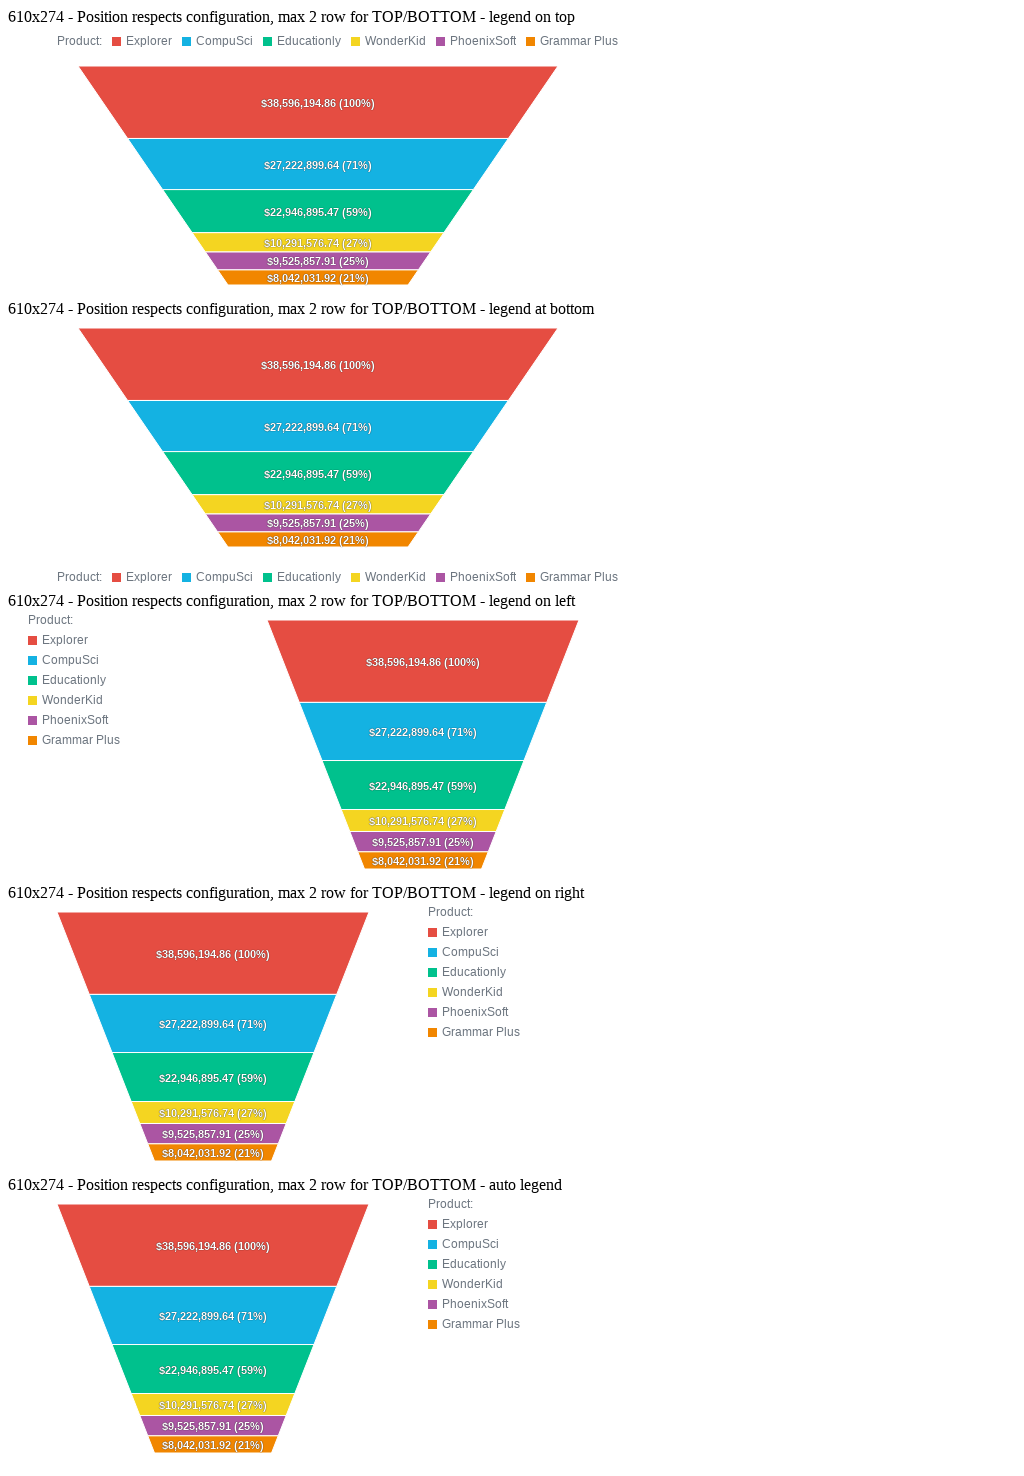 610x274 - Position respects configuration, max 2 row for TOP/BOTTOM - legend on top
Product: Explorer CompuSci Educationly WonderKid PhoenixSoft Grammar Plus
$38,596,194.86 (100%)
$27,222,899.64 (71%)
$22,946,895.47 (59%)
$10,291,576.74 (27%)
$9,525,857.91 (25%)
$8,042,031.92 (21%)
610x274 - Position respects configuration, max 2 row for TOP/BOTTOM - legend at bottom
$38,596,194.86 (100%)
$27,222,899.64 (71%)
$22,946,895.47 (59%)
$10,291,576.74 (27%)
$9,525,857.91 (25%)
$8,042,031.92 (21%)
Product: Explorer CompuSci Educationly WonderKid PhoenixSoft Grammar Plus
610x274 - Position respects configuration, max 2 row for TOP/BOTTOM - legend on left
Product:
Explorer
CompuSci
Educationly
WonderKid
PhoenixSoft
Grammar Plus
$38,596,194.86 (100%)
$27,222,899.64 (71%)
$22,946,895.47 (59%)
$10,291,576.74 (27%)
$9,525,857.91 (25%)
$8,042,031.92 (21%)
610x274 - Position respects configuration, max 2 row for TOP/BOTTOM - legend on right
$38,596,194.86 (100%)
$27,222,899.64 (71%)
$22,946,895.47 (59%)
$10,291,576.74 (27%)
$9,525,857.91 (25%)
$8,042,031.92 (21%)
Product:
Explorer
CompuSci
Educationly
WonderKid
PhoenixSoft
Grammar Plus
610x274 - Position respects configuration, max 2 row for TOP/BOTTOM - auto legend
$38,596,194.86 (100%)
$27,222,899.64 (71%)
$22,946,895.47 (59%)
$10,291,576.74 (27%)
$9,525,857.91 (25%)
$8,042,031.92 (21%)
Product:
Explorer
CompuSci
Educationly
WonderKid
PhoenixSoft
Grammar Plus